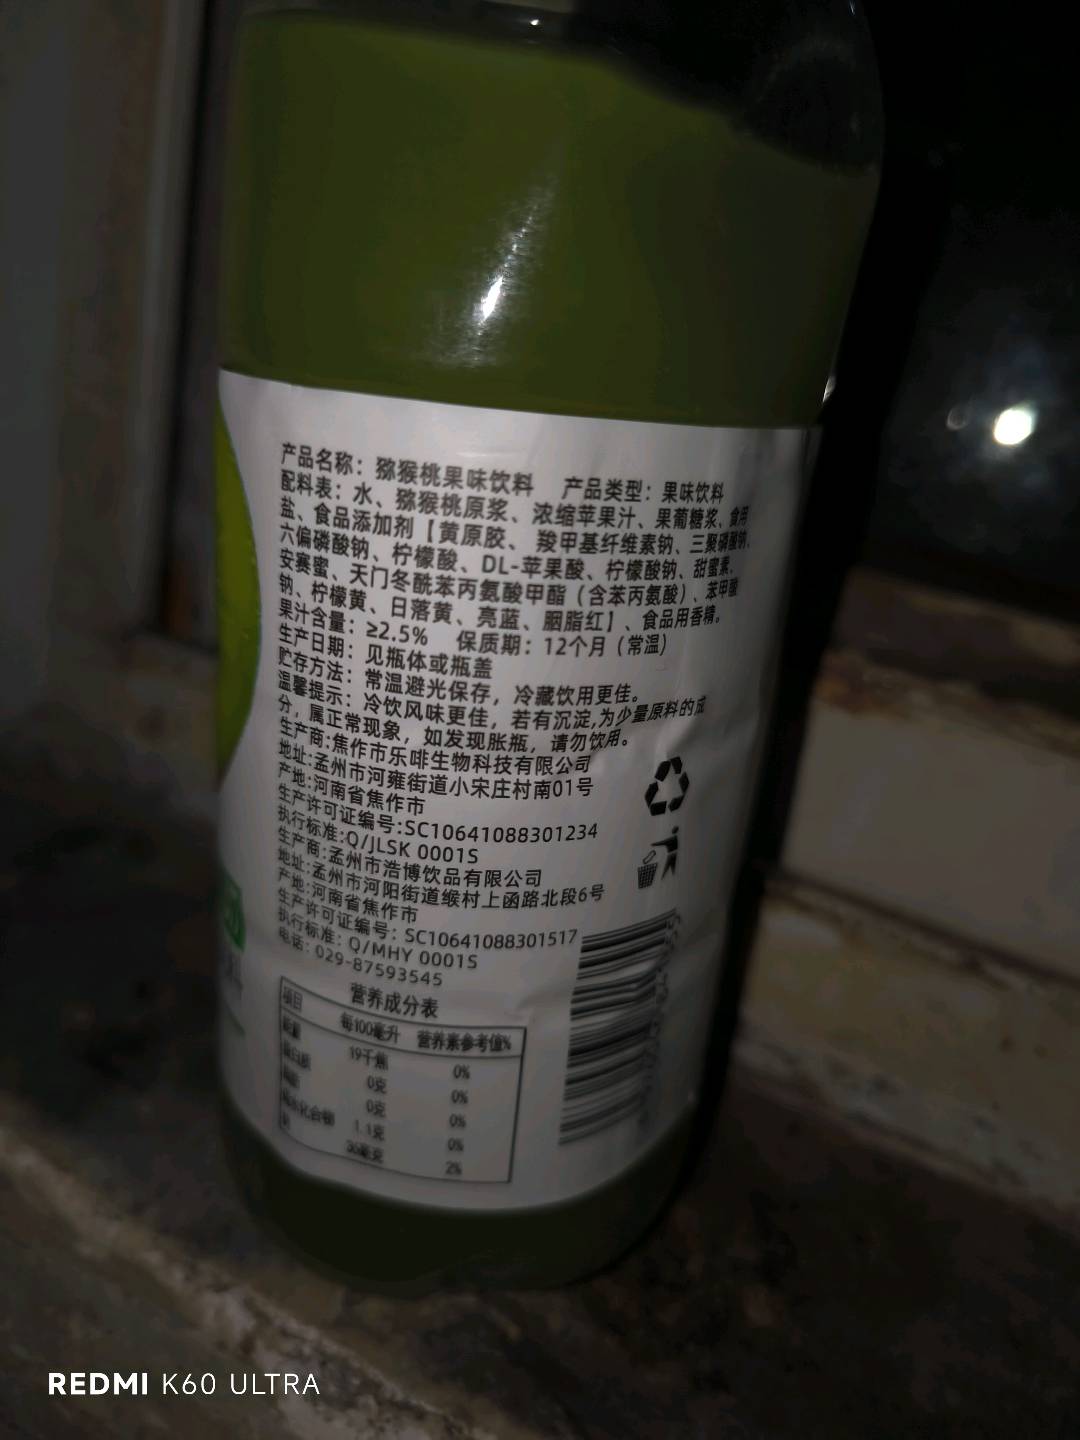 产品名称：猕猴桃果味饮料 产品类型：果味饮料
配料表：水、猕猴桃原浆、浓缩苹果汁、果葡糖浆、食用
盐、食品添加剂【黄原胶、羧甲基纤维素钠、三聚磷酸钠、
六偏磷酸钠、柠檬酸、DL-苹果酸、柠檬酸钠、甜蜜素、
安赛蜜、天门冬酰苯丙氨酸甲酯（含苯丙氨酸）、苯甲酸
钠、柠檬黄、日落黄、亮蓝、胭脂红】、食品用香精。
果汁含量：≥2.5% 保质期：12个月（常温）
生产日期：见瓶体或瓶盖
贮存方法：常温避光保存，冷藏饮用更佳。
温馨提示：冷饮风味更佳，若有沉淀,为少量原料的成
分，属正常现象，如发现胀瓶，请勿饮用。
生产商:焦作市乐啡生物科技有限公司
地址:孟州市河雍街道小宋庄村南01号
产地:河南省焦作市
生产许可证编号:SC10641088301234
执行标准:Q/JLSK 0001S
生产商:孟州市浩博饮品有限公司
地址:孟州市河阳街道缑村上函路北段6号
产地:河南省焦作市
生产许可证编号：SC10641088301517
执行标准：Q/MHY 0001S
电话：029-87593545
营养成分表
项目 每100毫升 营养素参考值%
能量 19千焦 0%
蛋白质 0克 0%
脂肪 0克 0%
碳水化合物 1.1克 0%
钠 36毫克 2%
REDMI K60 ULTRA